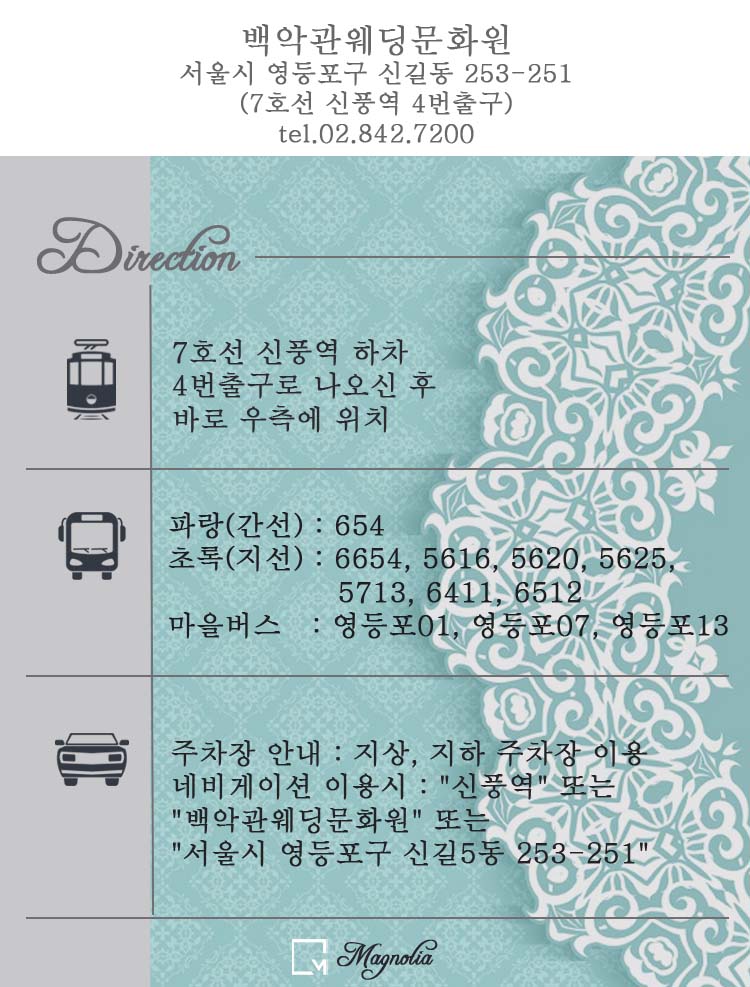 백악관웨딩문화원
서울시 영등포구 신길동 253-251
(7호선 신풍역 4번출구)
tel.02.842.7200
Direction
7호선 신풍역 하차
4번출구로 나오신 후
바로 우측에 위치
파랑(간선) : 654
초록(지선) : 6654, 5616, 5620, 5625,
5713, 6411, 6512
마을버스 : 영등포01, 영등포07, 영등포13
주차장 안내 : 지상, 지하 주차장 이용
네비게이션 이용시 : "신풍역" 또는
"백악관웨딩문화원" 또는
"서울시 영등포구 신길5동 253-251"
M Magnolia